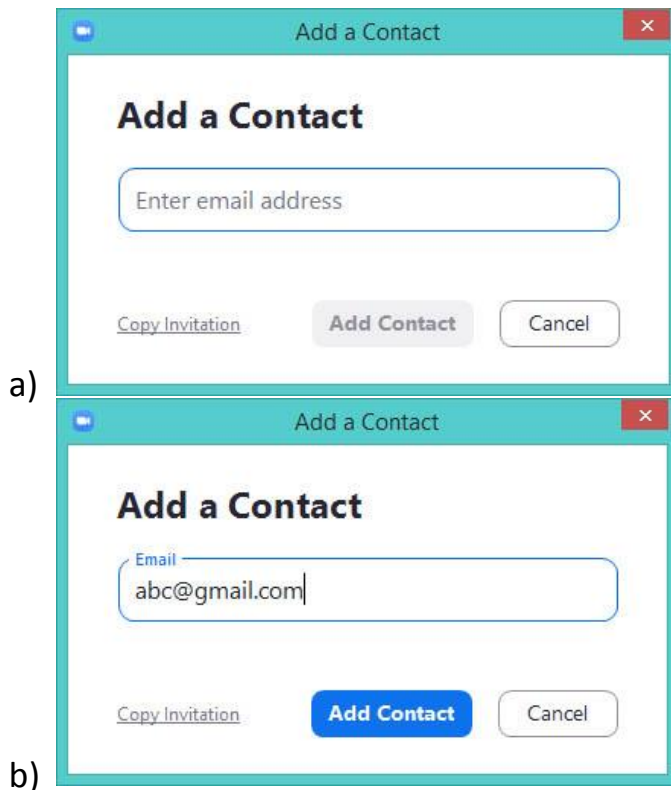 Add a Contact
Add a Contact
Enter email address
Copy Invitation Add Contact Cancel
a)
Add a Contact
Add a Contact
Email
abc@gmail.com
Copy Invitation Add Contact Cancel
b)